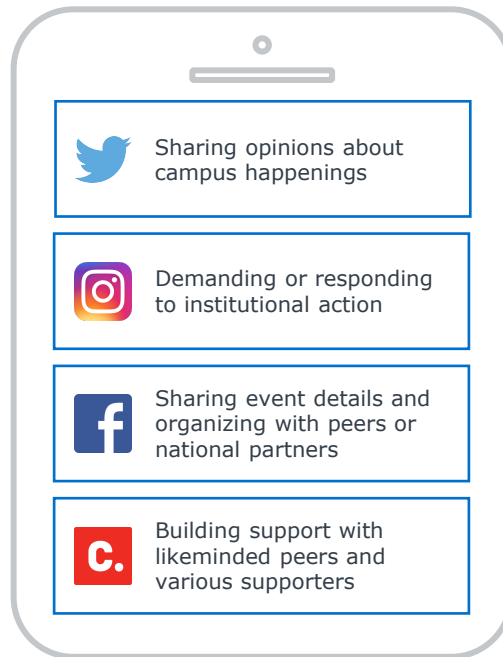 Sharing opinions about
campus happenings
Demanding or responding
to institutional action
Sharing event details and
organizing with peers or
national partners
f
c.
Building support with
likeminded peers and
various supporters